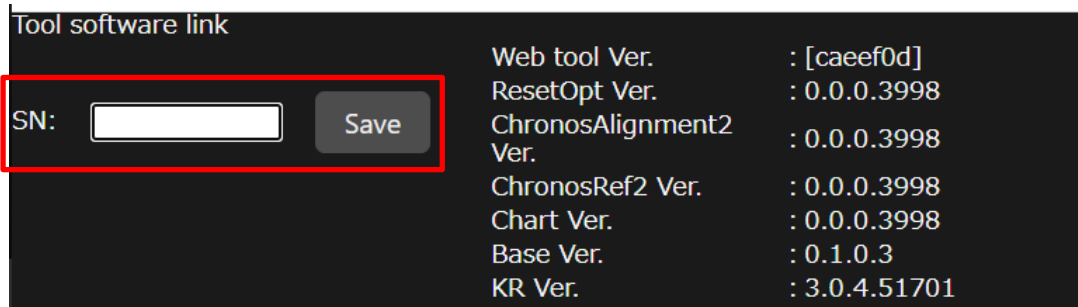 Tool software link
SN:
Save
Web tool Ver. : [caeef0d]
ResetOpt Ver. : 0.0.0.3998
ChronosAlignment2
Ver. : 0.0.0.3998
ChronosRef2 Ver. : 0.0.0.3998
Chart Ver. : 0.0.0.3998
Base Ver. : 0.1.0.3
KR Ver. : 3.0.4.51701